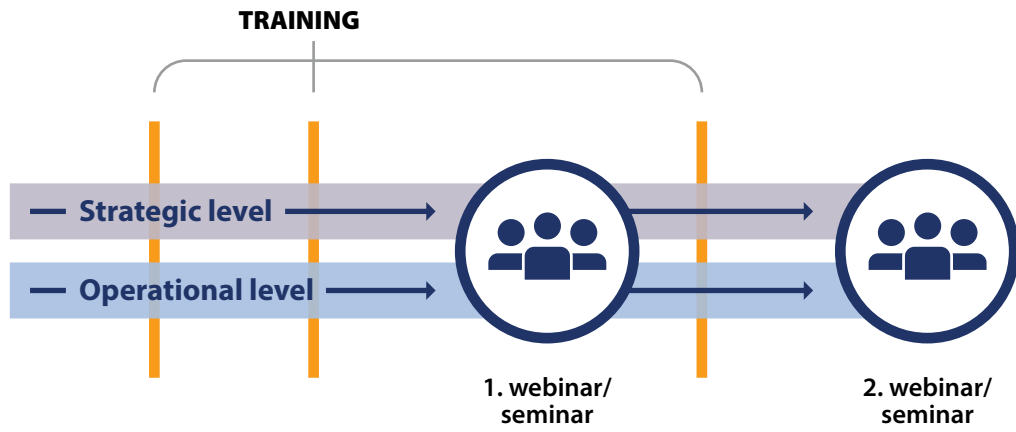 TRAINING
Strategic level
Operational level
1. webinar/
seminar
2. webinar/
seminar